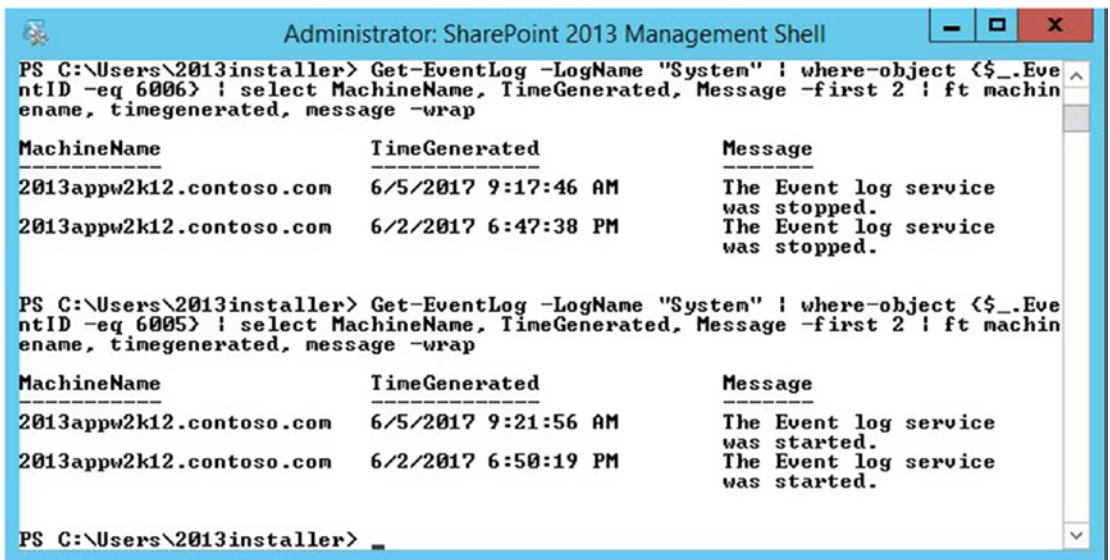 Administrator: SharePoint 2013 Management Shell
PS C:\Users\2013installer> Get-EventLog -LogName "System" | where-object {$_.Eve
ntID -eq 6006} | select MachineName, TimeGenerated, Message -first 2 | ft machin
ename, timegenerated, message -wrap
MachineName TimeGenerated Message
----------- ------------- -------
2013appw2k12.contoso.com 6/5/2017 9:17:46 AM The Event log service
was stopped.
2013appw2k12.contoso.com 6/2/2017 6:47:38 PM The Event log service
was stopped.
PS C:\Users\2013installer> Get-EventLog -LogName "System" | where-object {$_.Eve
ntID -eq 6005} | select MachineName, TimeGenerated, Message -first 2 | ft machin
ename, timegenerated, message -wrap
MachineName TimeGenerated Message
----------- ------------- -------
2013appw2k12.contoso.com 6/5/2017 9:21:56 AM The Event log service
was started.
2013appw2k12.contoso.com 6/2/2017 6:50:19 PM The Event log service
was started.
PS C:\Users\2013installer> _